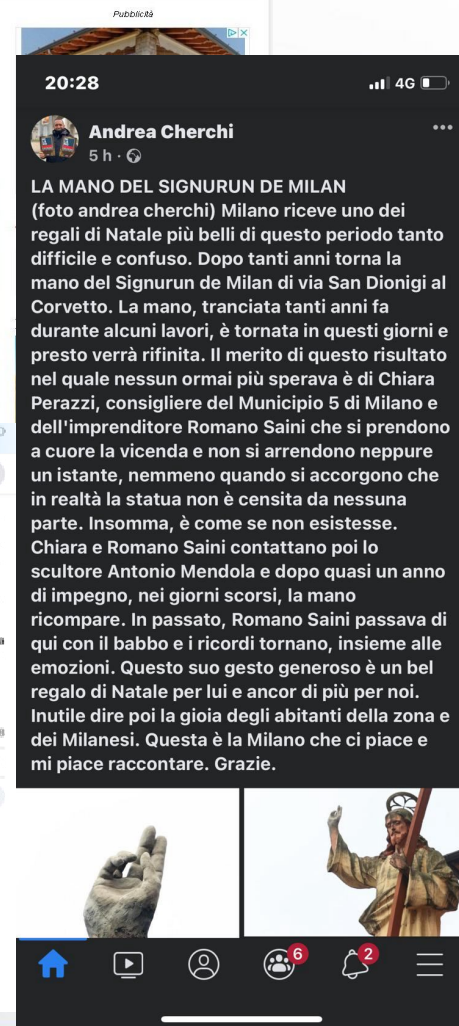 Pubblicità
20:28
4G
Andrea Cherchi
5 h ·
LA MANO DEL SIGNURUN DE MILAN
(foto andrea cherchi) Milano riceve uno dei
regali di Natale più belli di questo periodo tanto
difficile e confuso. Dopo tanti anni torna la
mano del Signurun de Milan di via San Dionigi al
Corvetto. La mano, tranciata tanti anni fa
durante alcuni lavori, è tornata in questi giorni e
presto verrà rifinita. Il merito di questo risultato
nel quale nessun ormai più sperava è di Chiara
Perazzi, consigliere del Municipio 5 di Milano e
dell'imprenditore Romano Saini che si prendono
a cuore la vicenda e non si arrendono neppure
un istante, nemmeno quando si accorgono che
in realtà la statua non è censita da nessuna
parte. Insomma, è come se non esistesse.
Chiara e Romano Saini contattano poi lo
scultore Antonio Mendola e dopo quasi un anno
di impegno, nei giorni scorsi, la mano
ricompare. In passato, Romano Saini passava di
qui con il babbo e i ricordi tornano, insieme alle
emozioni. Questo suo gesto generoso è un bel
regalo di Natale per lui e ancor di più per noi.
Inutile dire poi la gioia degli abitanti della zona e
dei Milanesi. Questa è la Milano che ci piace e
mi piace raccontare. Grazie.
6
2